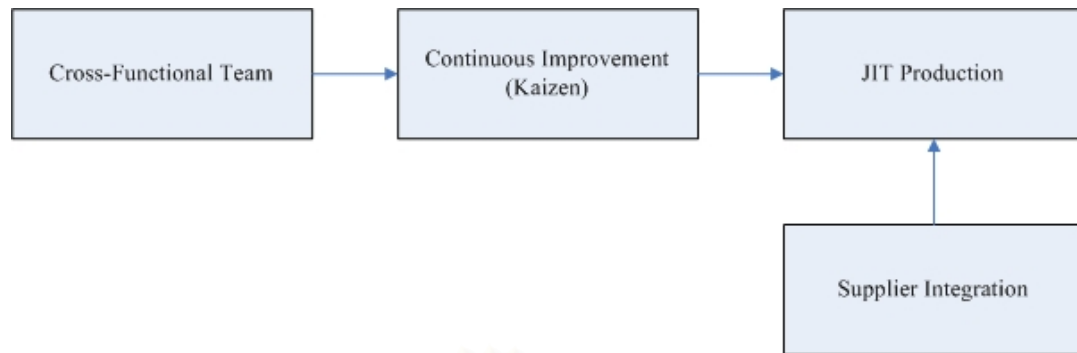 Cross-Functional Team
Continuous Improvement
(Kaizen)
JIT Production
Supplier Integration